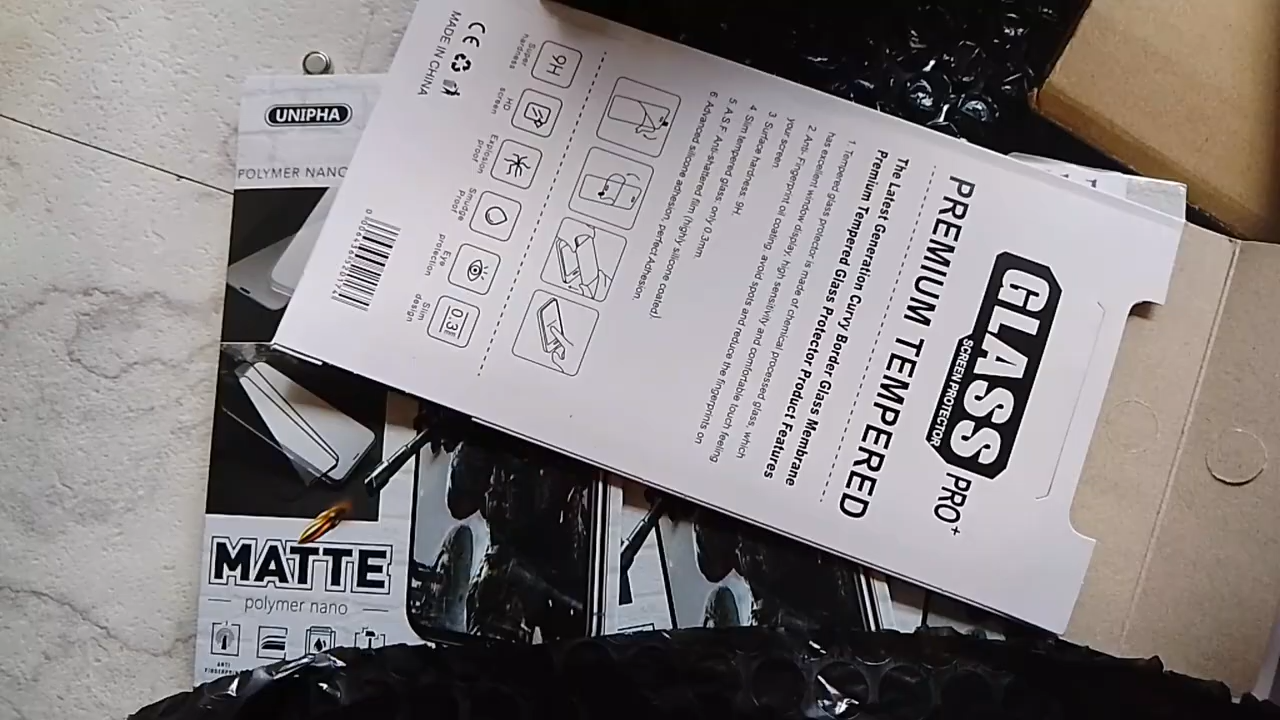 GLASS
SCREEN PROTECTOR
PRO+
PREMIUM TEMPERED
The Latest Generation Curvy Border Glass Membrane
Premium Tempered Glass Protector Product Features
1. Tempered glass protector is made of chemical processed glass, which
has excellent window display, high sensitivity and comfortable touch feeling
2. Anti-Fingerprint oil coating avoid spots and reduce the fingerprints on
your screen.
3. Surface hardness: 9H.
4. Slim tempered glass: only 0.3mm
5. A.S.F Anti-shattered film (highly silicone coated)
6. Advanced silicone adhesion, perfect Adhesion.
9H
Super
hardness
HD
screen
Explosion
proof
Smudge
Proof
Eye
protection
0.3
Slim
design
CE
MADE IN CHINA
UNIPHA
POLYMER NANO
MATTE
polymer nano
ANTI